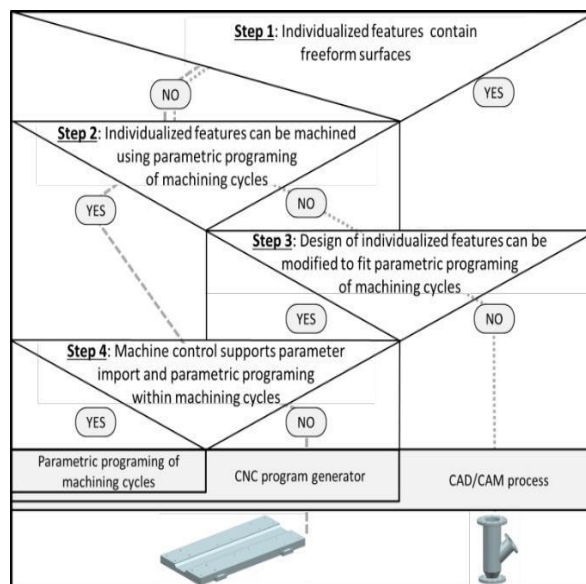 Step 1: Individualized features contain
freeform surfaces
NO
YES
Step 2: Individualized features can be machined
using parametric programing
of machining cycles
YES
NO
Step 3: Design of individualized features can be
modified to fit parametric programing
of machining cycles
YES
NO
Step 4: Machine control supports parameter
import and parametric programing
within machining cycles
YES
NO
Parametric programing of
machining cycles
CNC program generator
CAD/CAM process